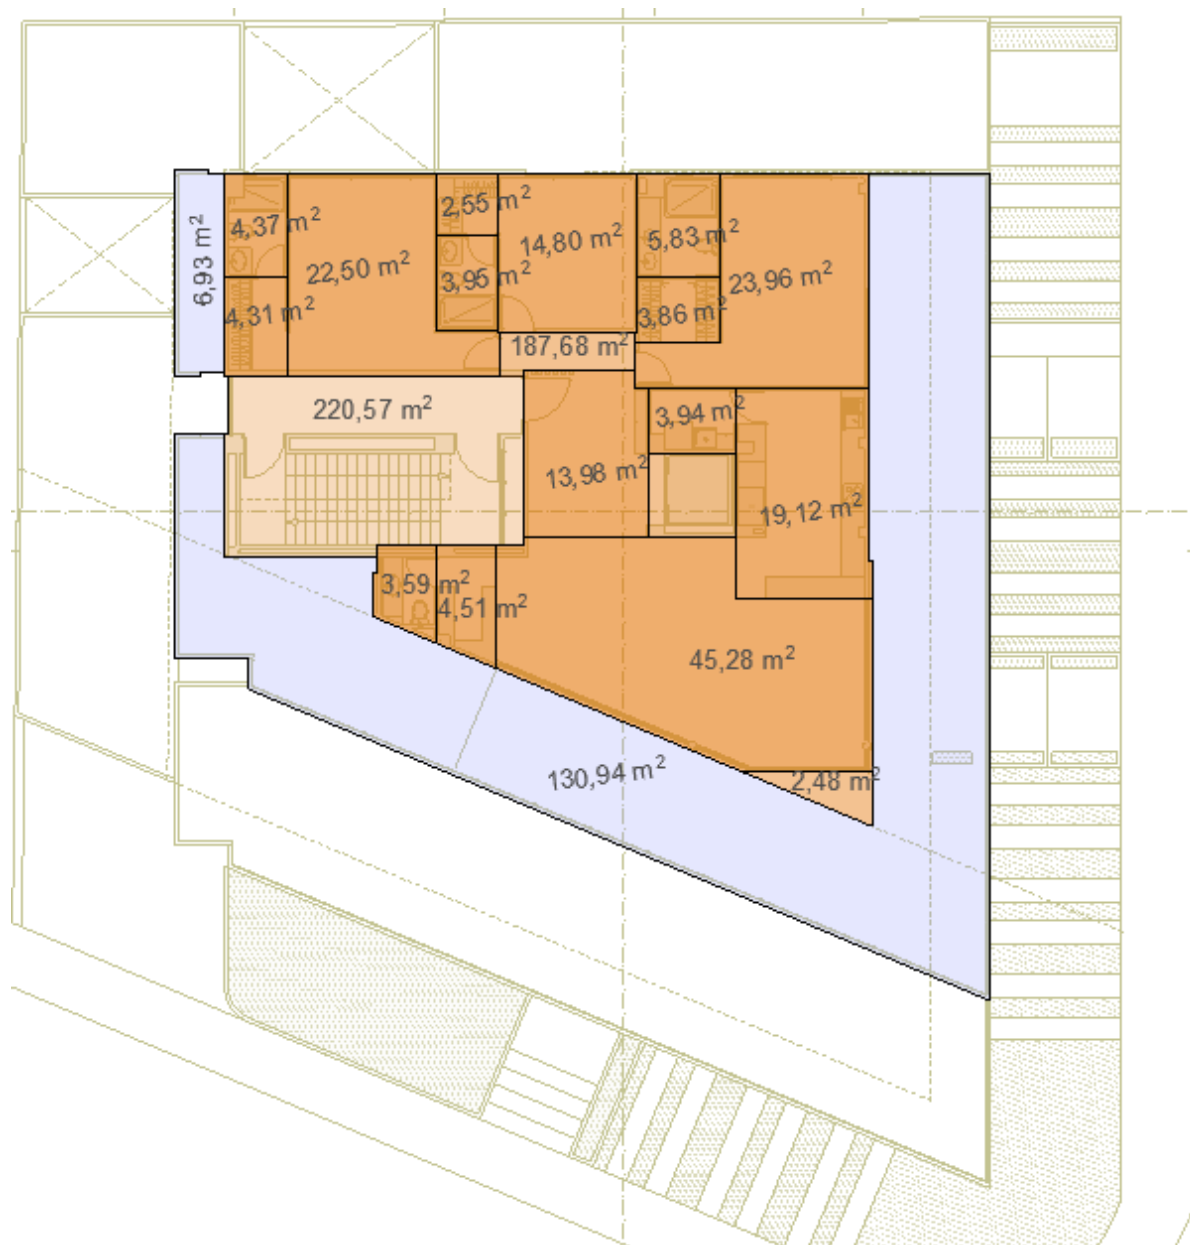 2,55 m²
4,37 m²
14,80 m²
5,83 m²
6,93 m²
22,50 m²
3,95 m²
23,96 m²
4,31 m²
3,86 m²
187,68 m²
220,57 m²
3,94 m²
13,98 m²
19,12 m²
3,59 m²
4,51 m²
45,28 m²
130,94 m²
2,48 m²